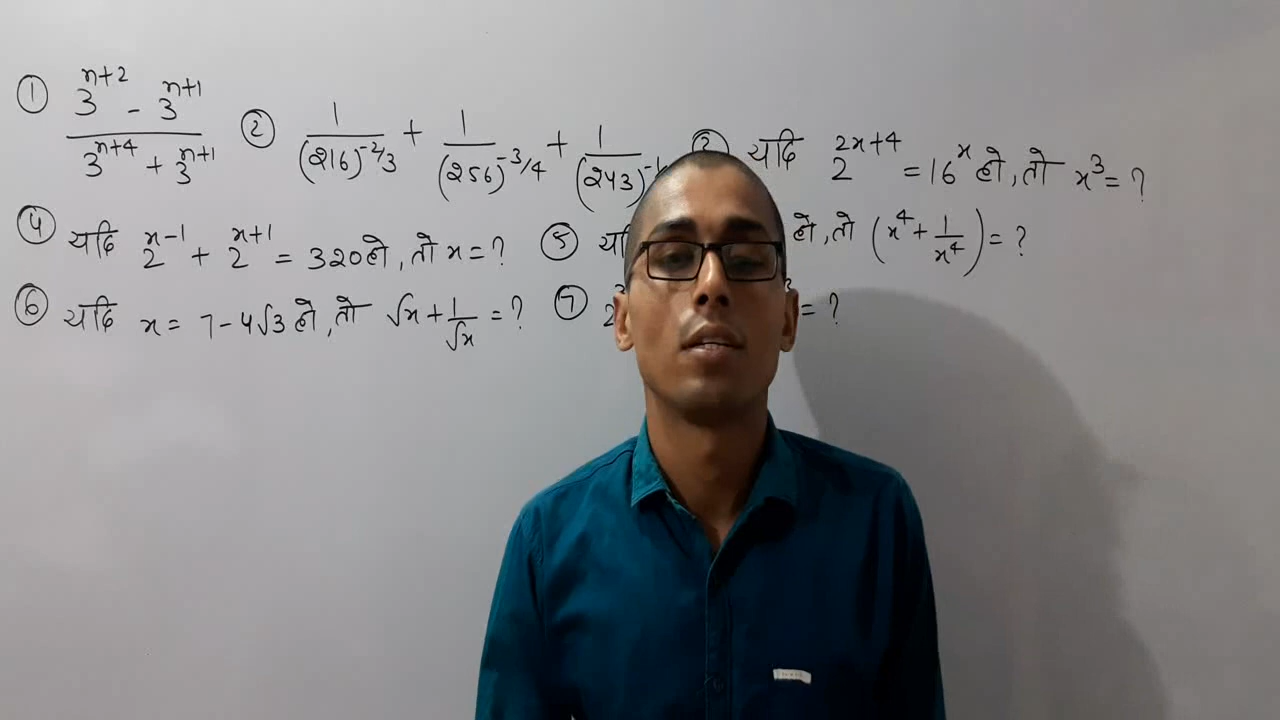 ① (3^(n+2) - 3^(n+1)) / (3^(n+4) + 3^(n+1))
② 1/(216)^(-2/3) + 1/(256)^(-3/4) + 1/(243)
यदि 2^(2x+4) = 16^x हो, तो x³ = ?
④ यदि 2^(x-1) + 2^(x+1) = 320 हो, तो x = ?
⑤ हो, तो (x⁴ + 1/x⁴) = ?
⑥ यदि x = 7 - 4√3 हो, तो √x + 1/√x = ?
⑦ 2 = ?